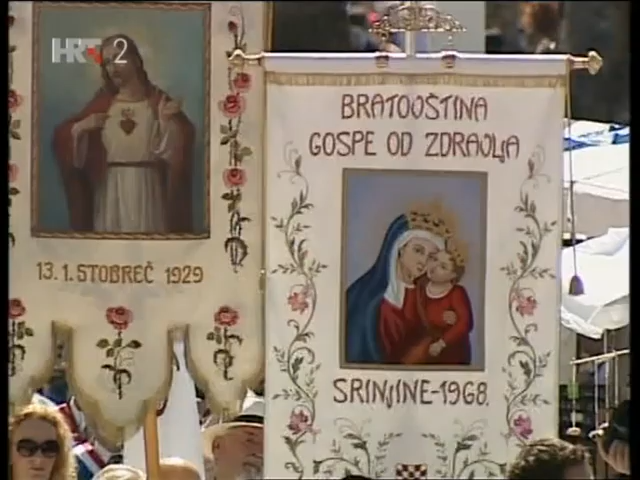 HRT 2
BRATOVŠTINA
GOSPE OD ZDRAVLJA
13.1. STOBREČ 1929
SRINJINE-1968.